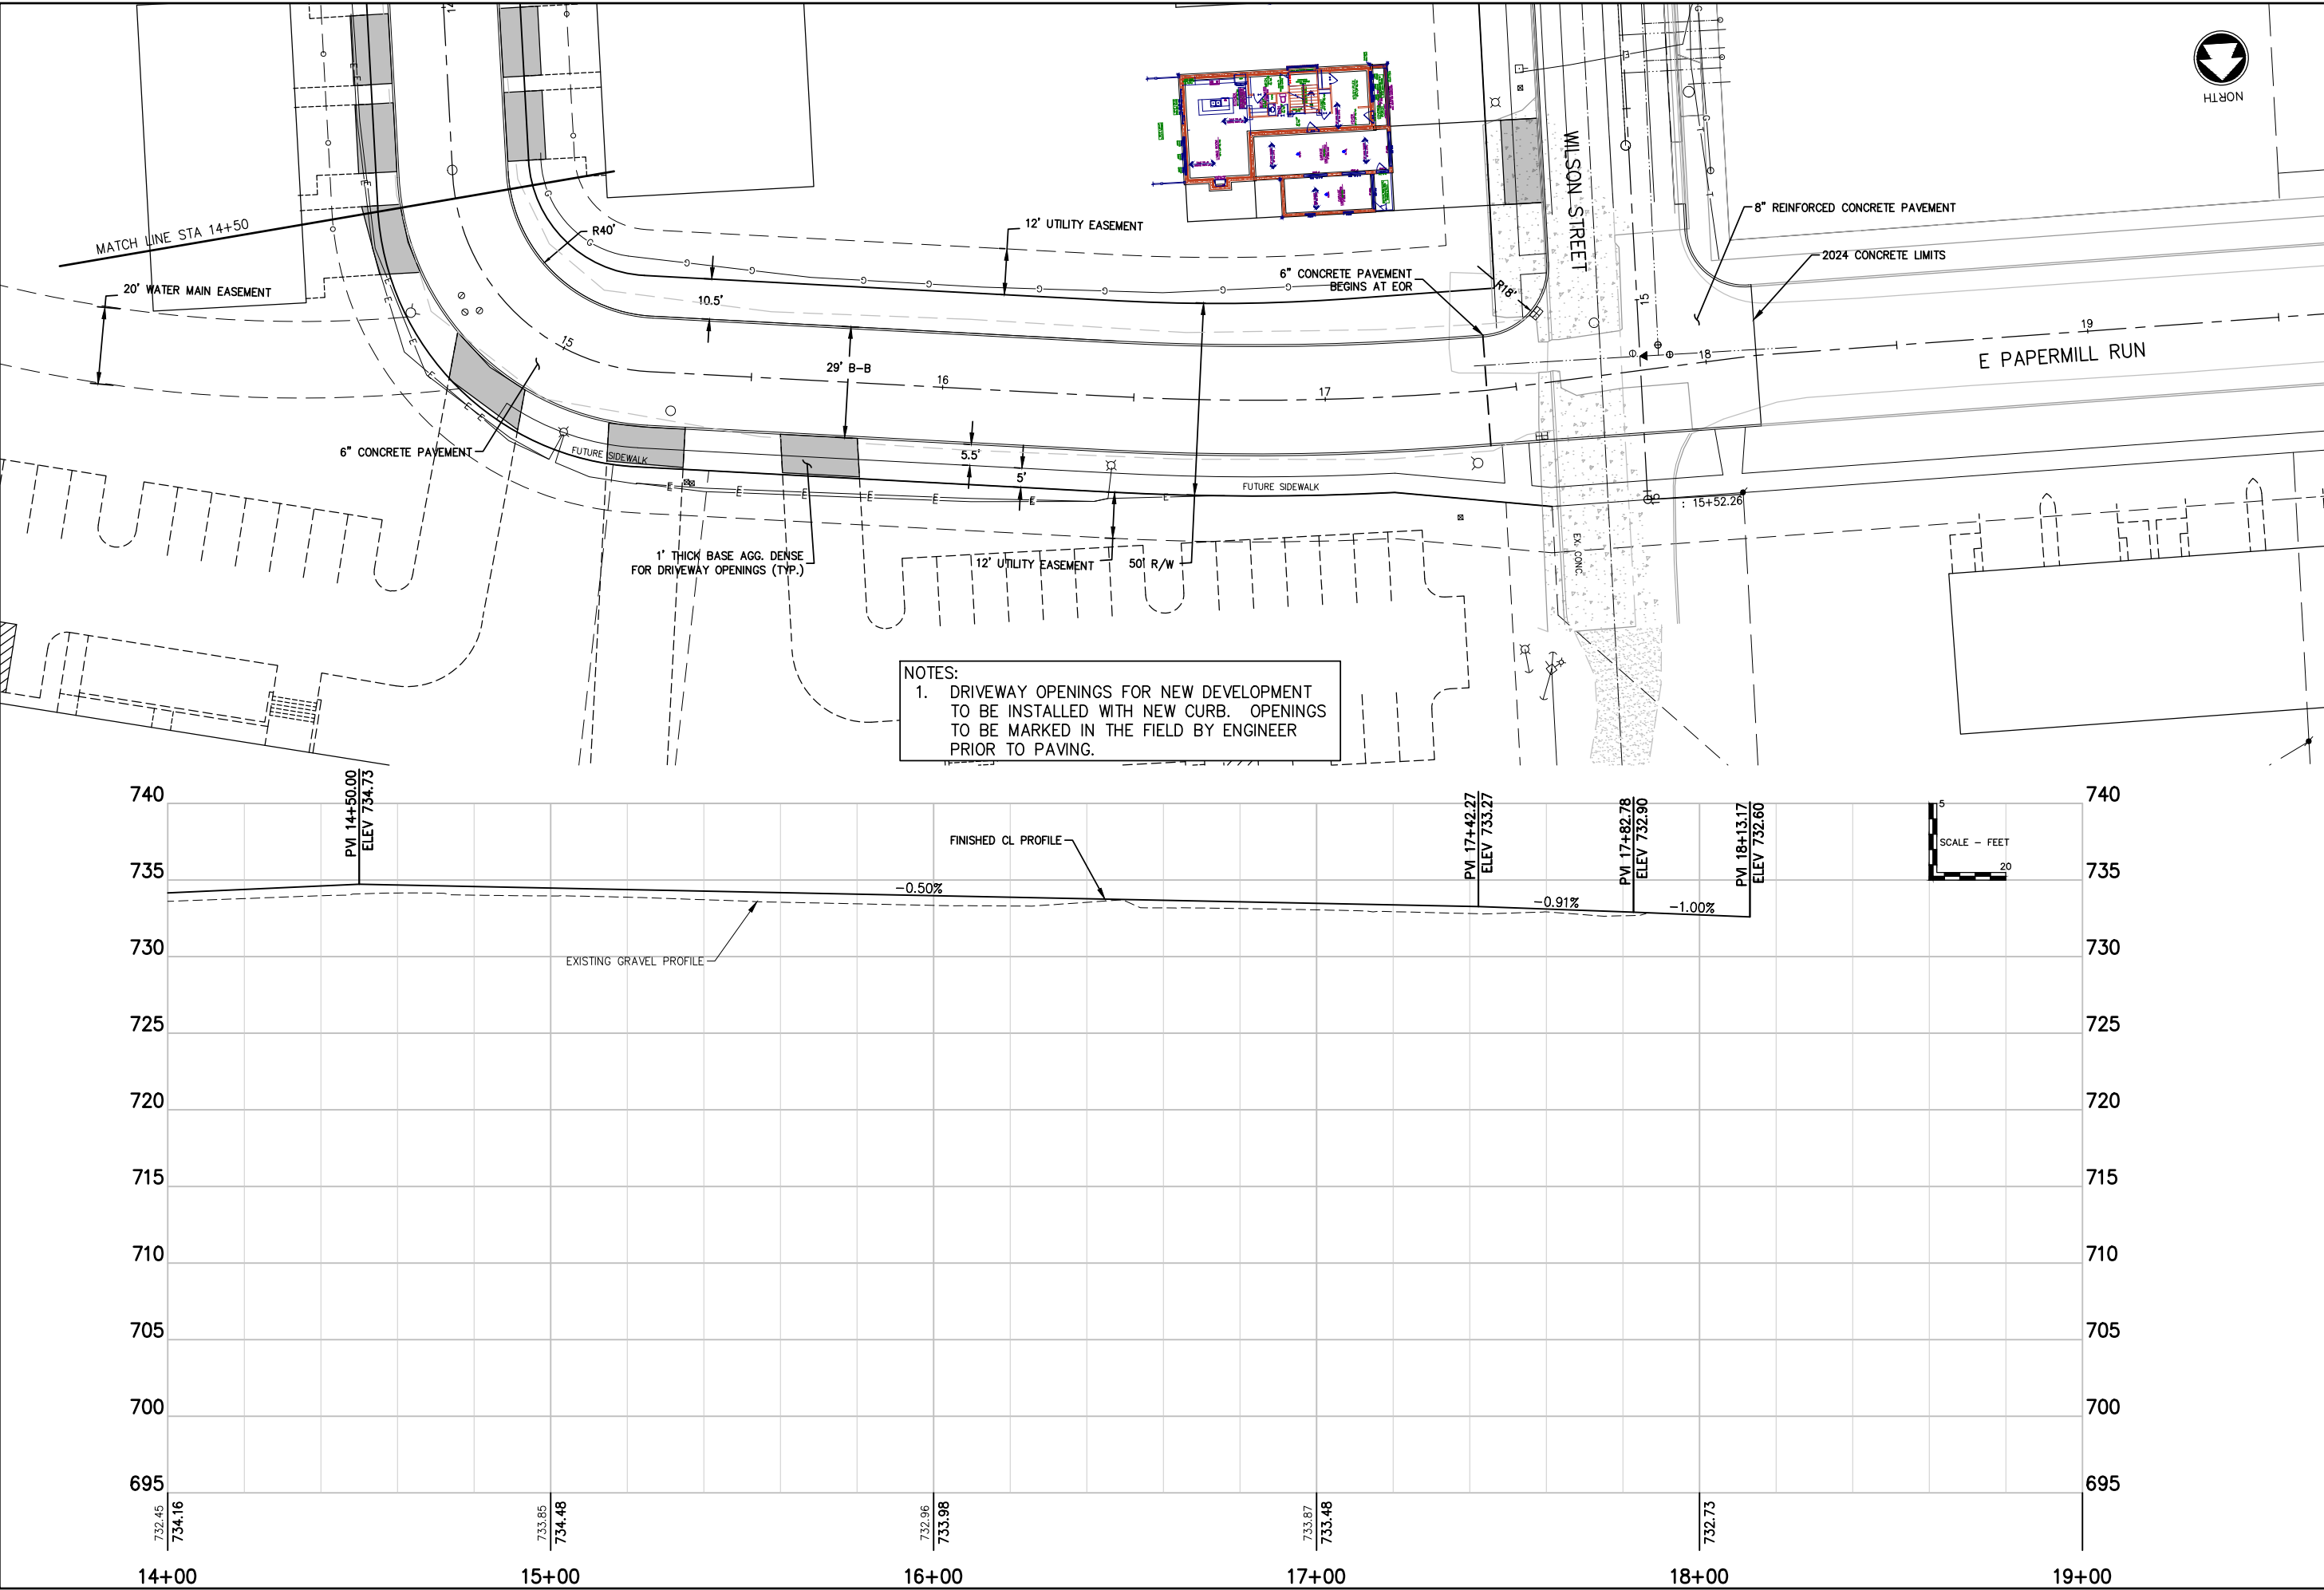 14
NORTH
MATCH LINE STA 14+50
WILSON STREET
8" REINFORCED CONCRETE PAVEMENT
R40'
12' UTILITY EASEMENT
2024 CONCRETE LIMITS
6" CONCRETE PAVEMENT
BEGINS AT EOR
R18'
20' WATER MAIN EASEMENT
10.5'
15
15
19
18
E PAPERMILL RUN
29' B-B
16
17
6" CONCRETE PAVEMENT
FUTURE SIDEWALK
5.5'
5'
FUTURE SIDEWALK
15
: 15+52.26
EX. CONC.
1' THICK BASE AGG. DENSE
FOR DRIVEWAY OPENINGS (TYP.)
12' UTILITY EASEMENT
50' R/W
NOTES:
1. DRIVEWAY OPENINGS FOR NEW DEVELOPMENT
TO BE INSTALLED WITH NEW CURB. OPENINGS
TO BE MARKED IN THE FIELD BY ENGINEER
PRIOR TO PAVING.
PVI 14+50.00
ELEV 734.73
PVI 17+42.27
ELEV 733.27
PVI 17+82.78
ELEV 732.90
PVI 18+13.17
ELEV 732.60
740
740
5
SCALE - FEET
20
FINISHED CL PROFILE
735
735
-0.50%
-0.91%
-1.00%
EXISTING GRAVEL PROFILE
730
730
725
725
720
720
715
715
710
710
705
705
700
700
695
695
732.45
734.16
733.85
734.48
732.96
733.98
733.87
733.48
732.73
14+00
15+00
16+00
17+00
18+00
19+00